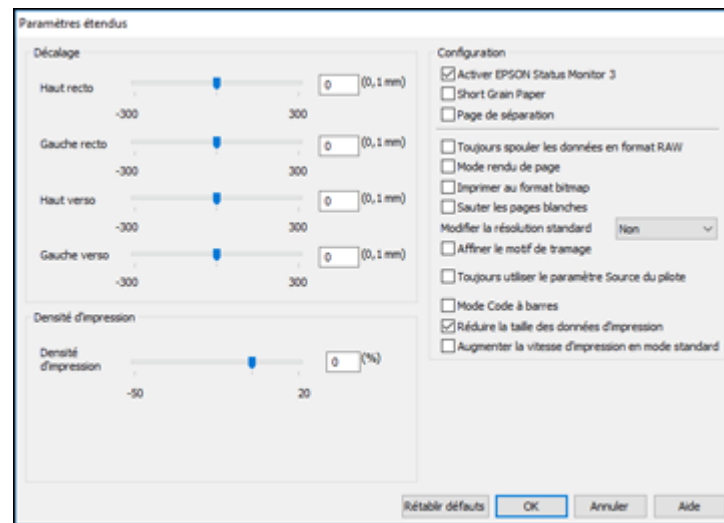 Paramètres étendus
Décalage
Haut recto 0 (0,1 mm)
-300 300
Gauche recto 0 (0,1 mm)
-300 300
Haut verso 0 (0,1 mm)
-300 300
Gauche verso 0 (0,1 mm)
-300 300
Densité d'impression
Densité
d'impression 0 (%)
-50 20
Configuration
Activer EPSON Status Monitor 3
Short Grain Paper
Page de séparation
Toujours spouler les données en format RAW
Mode rendu de page
Imprimer au format bitmap
Sauter les pages blanches
Modifier la résolution standard Non
Affiner le motif de tramage
Toujours utiliser le paramètre Source du pilote
Mode Code à barres
Réduire la taille des données d'impression
Augmenter la vitesse d'impression en mode standard
Rétablir défauts OK Annuler Aide